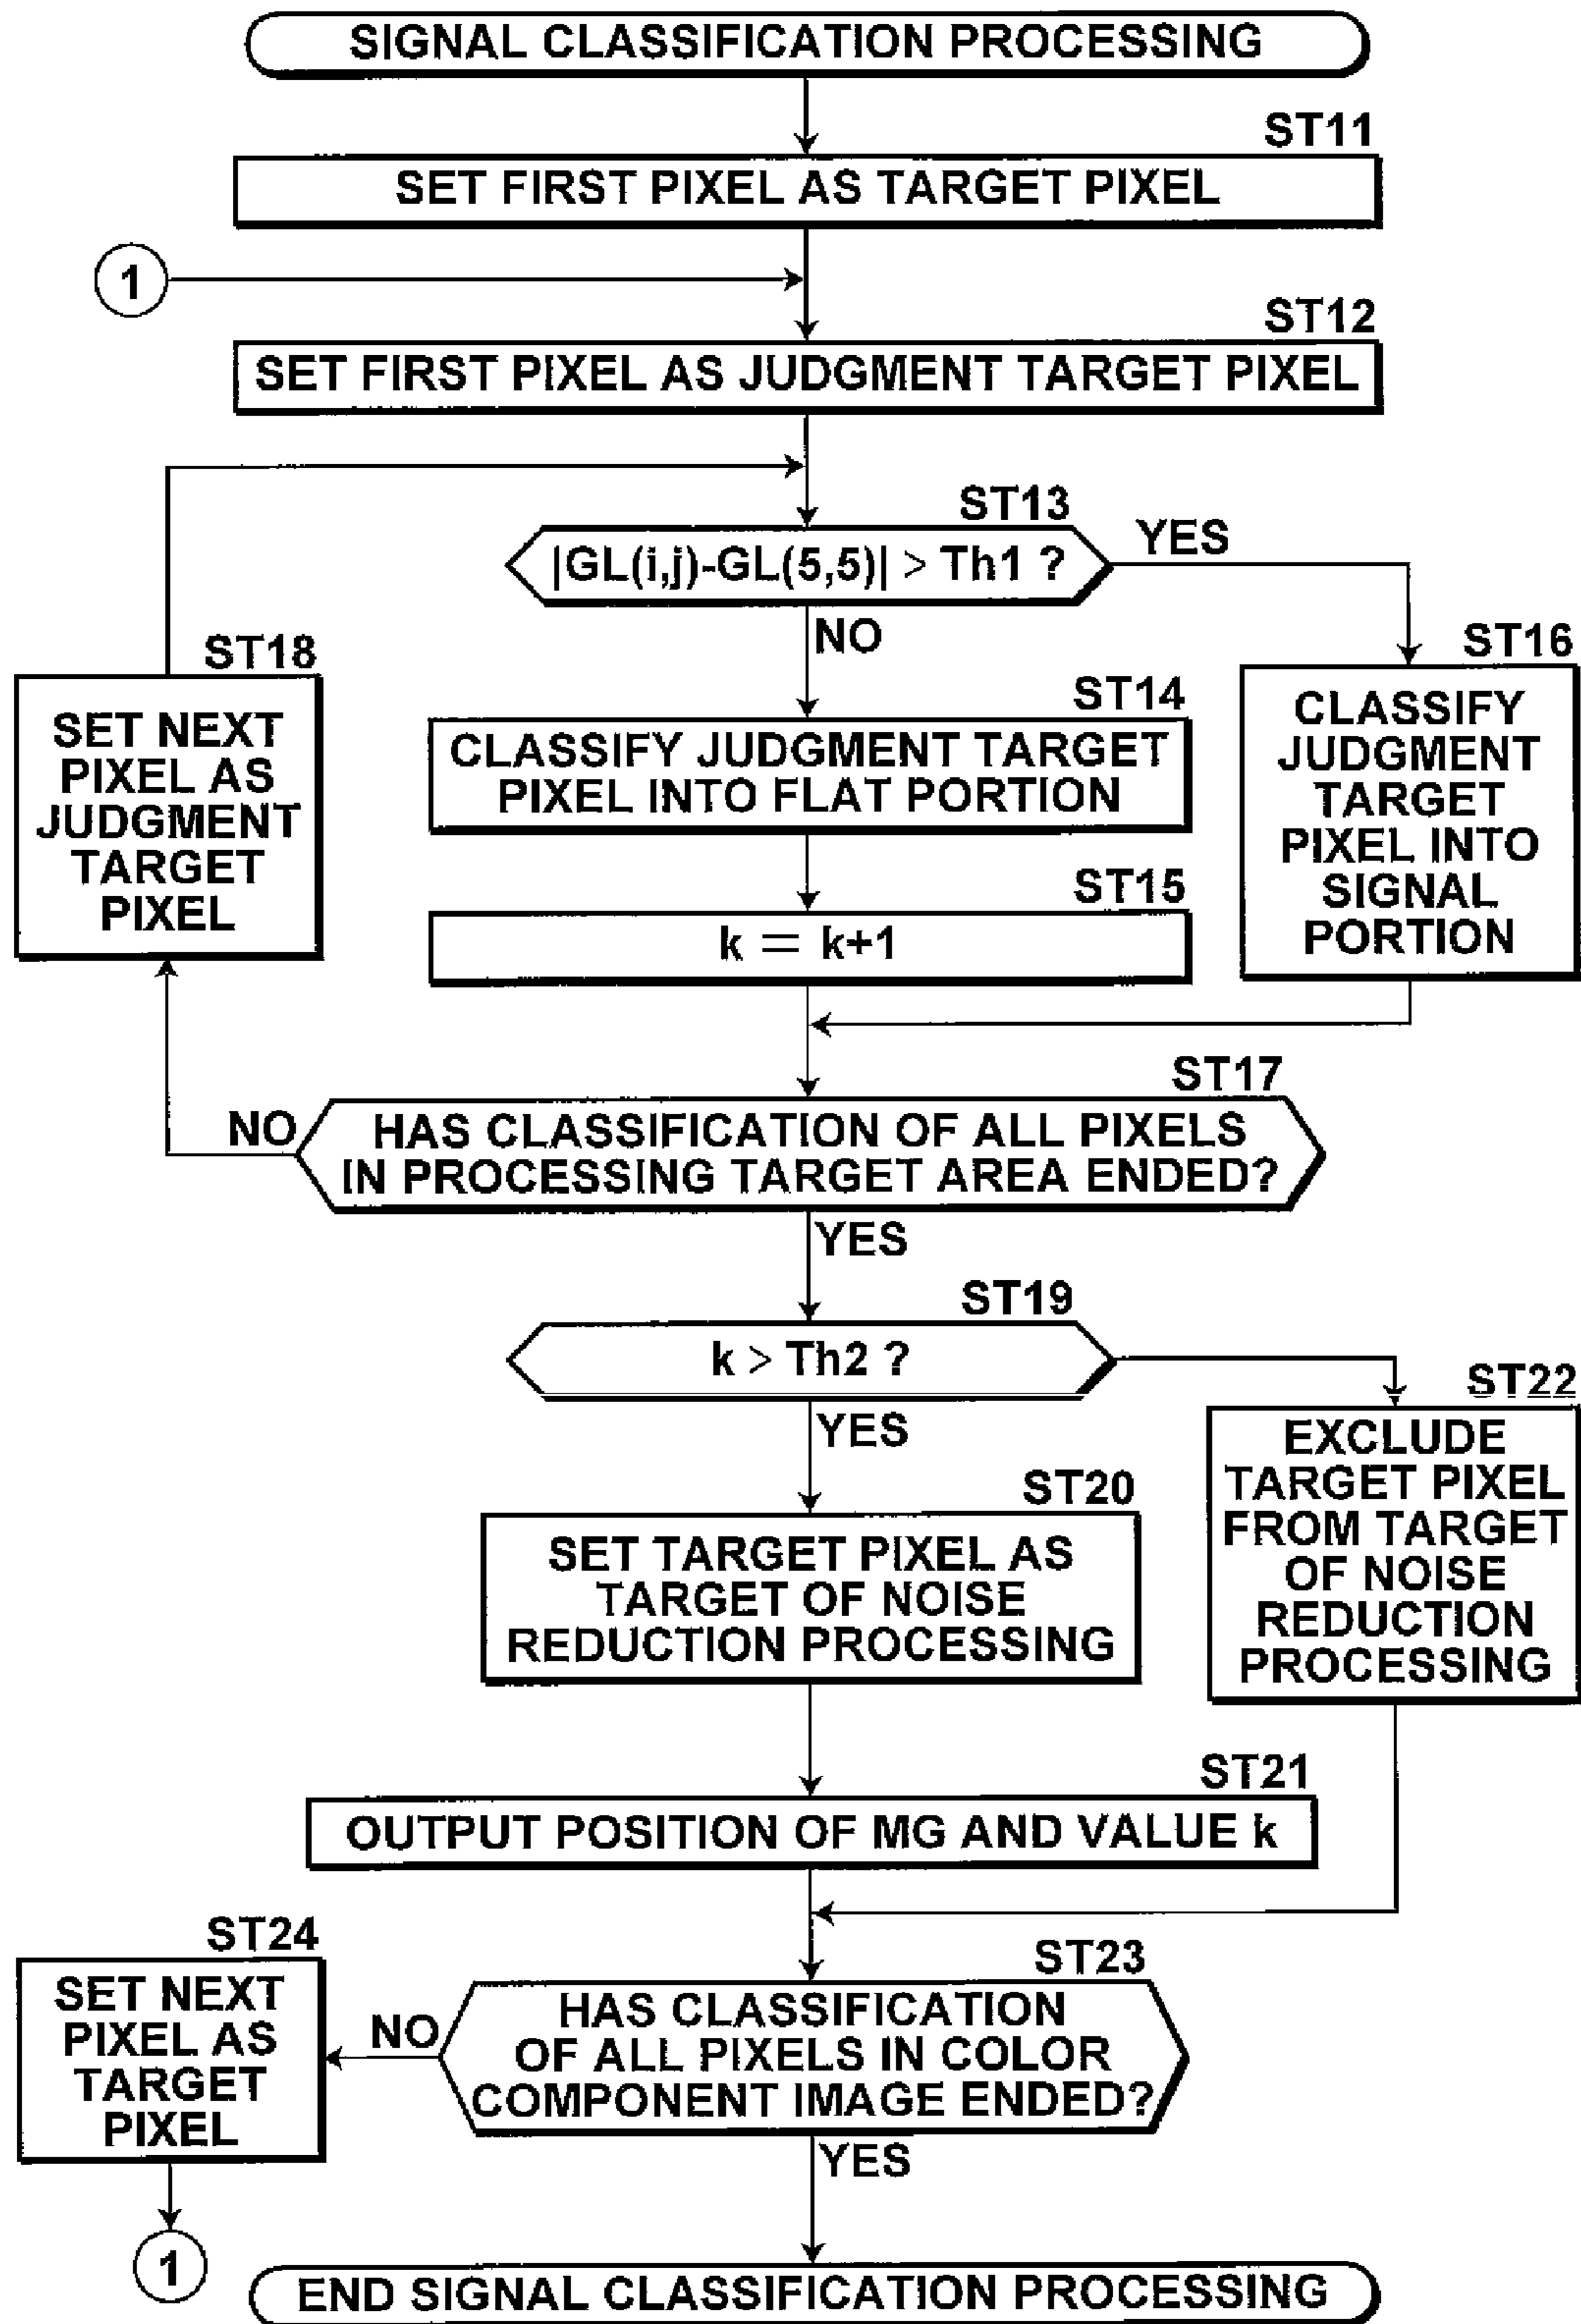 SIGNAL CLASSIFICATION PROCESSING
ST11
SET FIRST PIXEL AS TARGET PIXEL
1
ST12
SET FIRST PIXEL AS JUDGMENT TARGET PIXEL
ST13
|GL(i,j)-GL(5,5)| > Th1 ?
YES
NO
ST18
SET NEXT
PIXEL AS
JUDGMENT
TARGET
PIXEL
ST14
CLASSIFY JUDGMENT TARGET
PIXEL INTO FLAT PORTION
ST16
CLASSIFY
JUDGMENT
TARGET
PIXEL INTO
SIGNAL
PORTION
ST15
k = k+1
ST17
NO
HAS CLASSIFICATION OF ALL PIXELS
IN PROCESSING TARGET AREA ENDED?
YES
ST19
k > Th2 ?
YES
ST22
EXCLUDE
TARGET PIXEL
FROM TARGET
OF NOISE
REDUCTION
PROCESSING
ST20
SET TARGET PIXEL AS
TARGET OF NOISE
REDUCTION PROCESSING
ST21
OUTPUT POSITION OF MG AND VALUE k
ST24
SET NEXT
PIXEL AS
TARGET
PIXEL
ST23
NO
HAS CLASSIFICATION
OF ALL PIXELS IN COLOR
COMPONENT IMAGE ENDED?
YES
1
END SIGNAL CLASSIFICATION PROCESSING